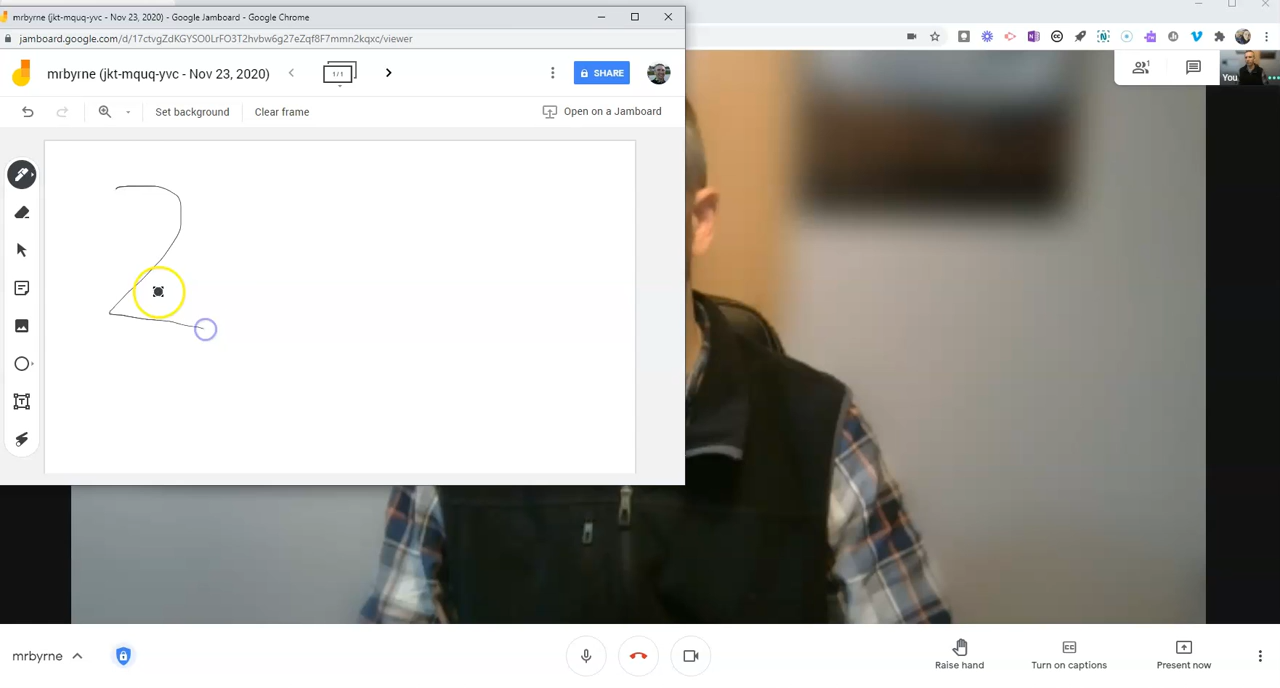 mrbyrne (jkt-mquq-yvc - Nov 23, 2020) - Google Jamboard - Google Chrome
jamboard.google.com/d/17ctvgZdKGYSO0LrFO3T2hvbw6g27eZqf8F7mmn2kqxc/viewer
mrbyrne (jkt-mquq-yvc - Nov 23, 2020)
1/1
SHARE
Set background
Clear frame
Open on a Jamboard
2
You
mrbyrne
Raise hand
Turn on captions
Present now